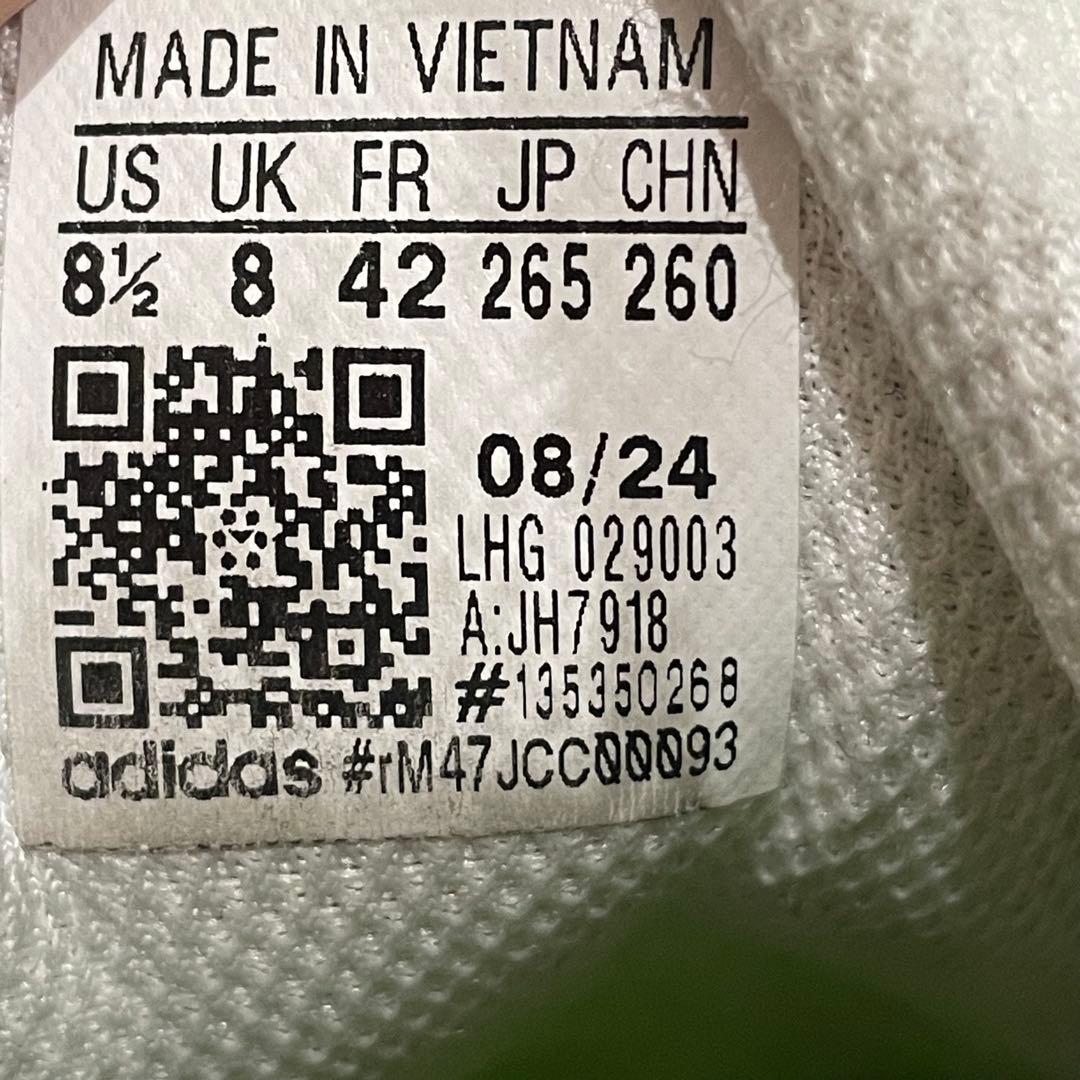 MADE IN VIETNAM
US UK FR JP CHN
8½ 8 42 265 260
08/24
LHG 029003
A:JH7918
#135350268
adidas #rM47JCC00093